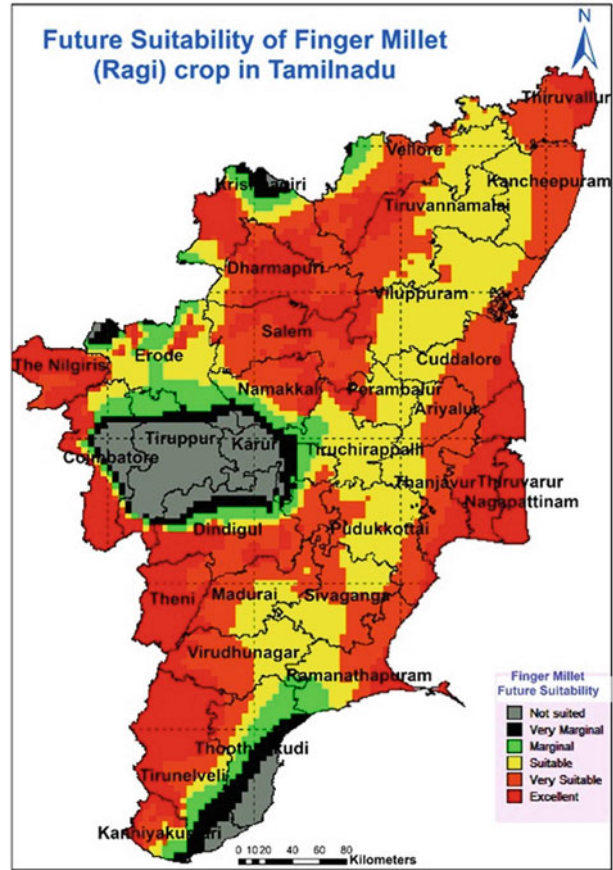 Future Suitability of Finger Millet
(Ragi) crop in Tamilnadu
N
Thiruvallur
Vellore
Krishnagiri
Kancheepuram
Tiruvannamalai
Dharmapuri
Viluppuram
Salem
The Nilgiris
Erode
Cuddalore
Namakkal
Perambalur
Ariyalur
Tiruppur
Karur
Coimbatore
Tiruchirappalli
Thanjavur
Thiruvarur
Nagapattinam
Dindigul
Pudukkottai
Theni
Madurai
Sivaganga
Virudhunagar
Ramanathapuram
Thoothukudi
Tirunelveli
Kanniyakumari
Finger Millet
Future Suitability
Not suited
Very Marginal
Marginal
Suitable
Very Suitable
Excellent
0 10 20 40 60 80
Kilometers